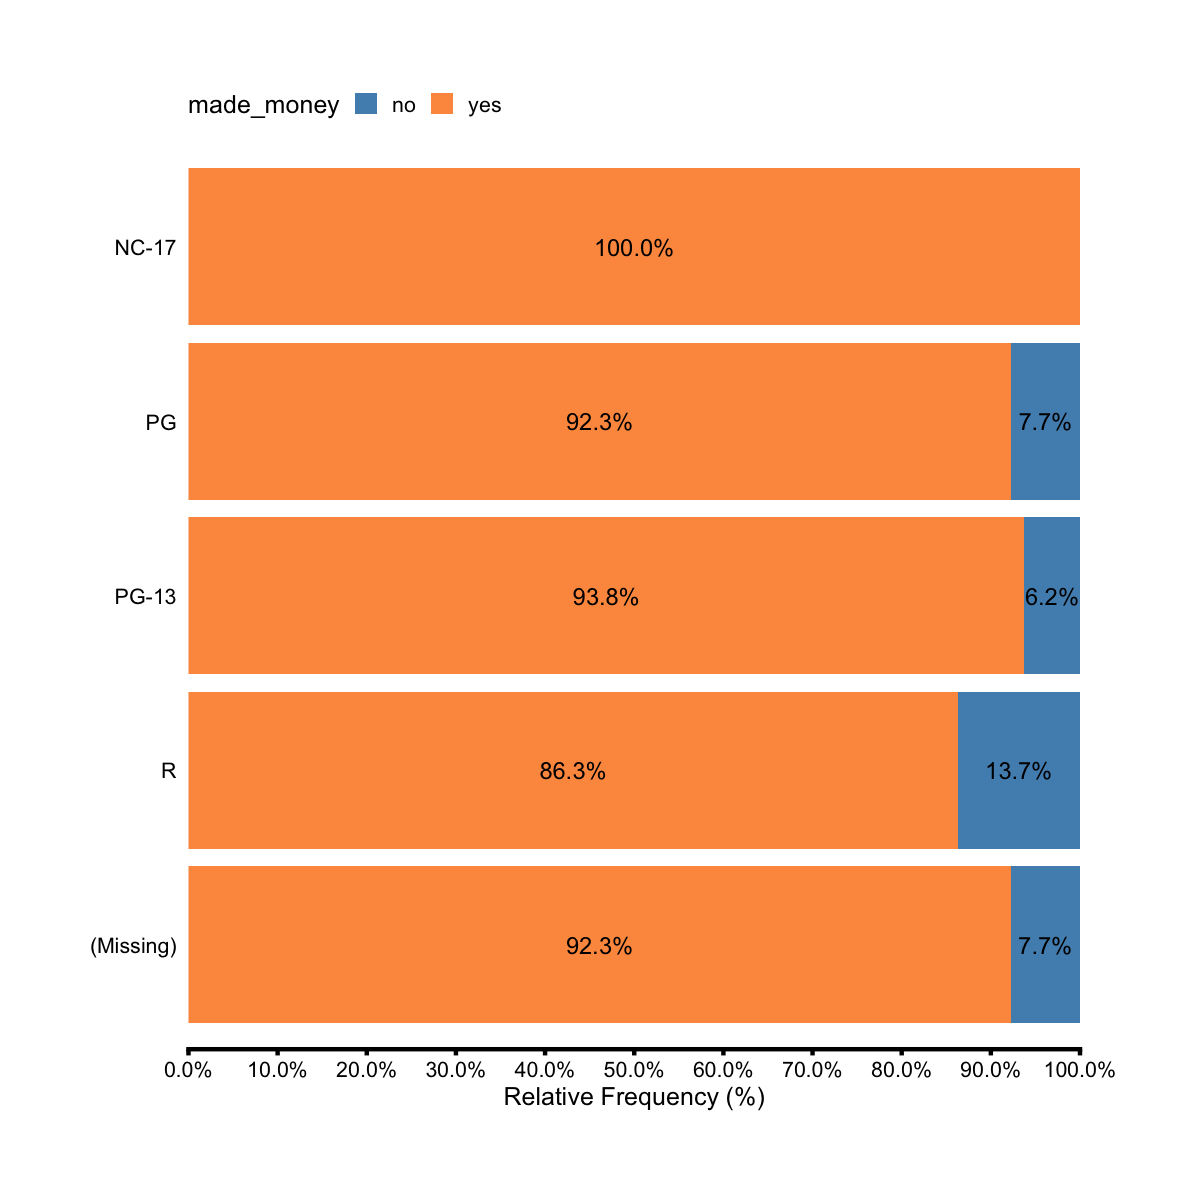 made_money no yes
NC-17 100.0%
PG 92.3% 7.7%
PG-13 93.8% 6.2%
R 86.3% 13.7%
(Missing) 92.3% 7.7%
0.0% 10.0% 20.0% 30.0% 40.0% 50.0% 60.0% 70.0% 80.0% 90.0% 100.0%
Relative Frequency (%)